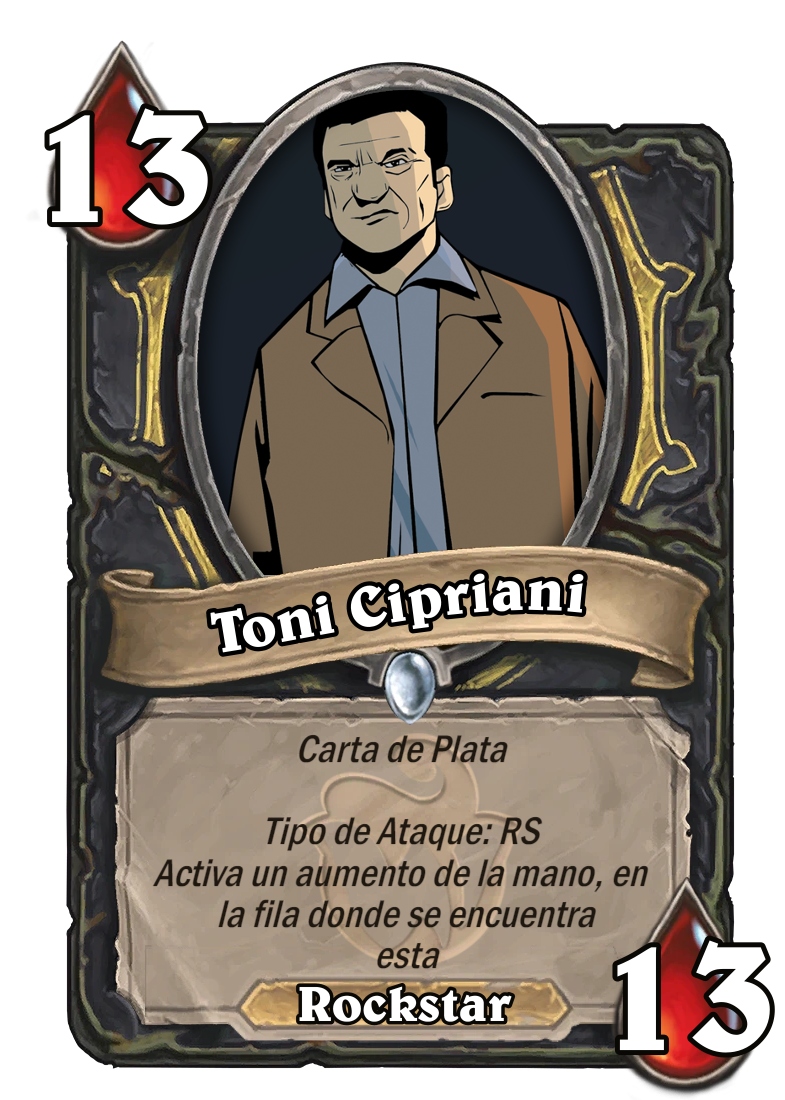 13
Toni Cipriani
Carta de Plata
Tipo de Ataque: RS
Activa un aumento de la mano, en
la fila donde se encuentra
esta
Rockstar
13